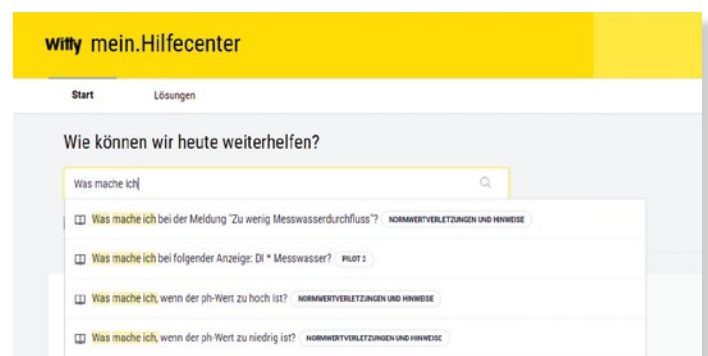 Witty mein.Hilfecenter
Start Lösungen
Wie können wir heute weiterhelfen?
Was mache ich
Was mache ich bei der Meldung "Zu wenig Messwasserdurchfluss"? NORMWERTVERLETZUNGEN UND HINWEISE
Was mache ich bei folgender Anzeige: DI * Messwasser? PILOT 2
Was mache ich, wenn der ph-Wert zu hoch ist? NORMWERTVERLETZUNGEN UND HINWEISE
Was mache ich, wenn der ph-Wert zu niedrig ist? NORMWERTVERLETZUNGEN UND HINWEISE